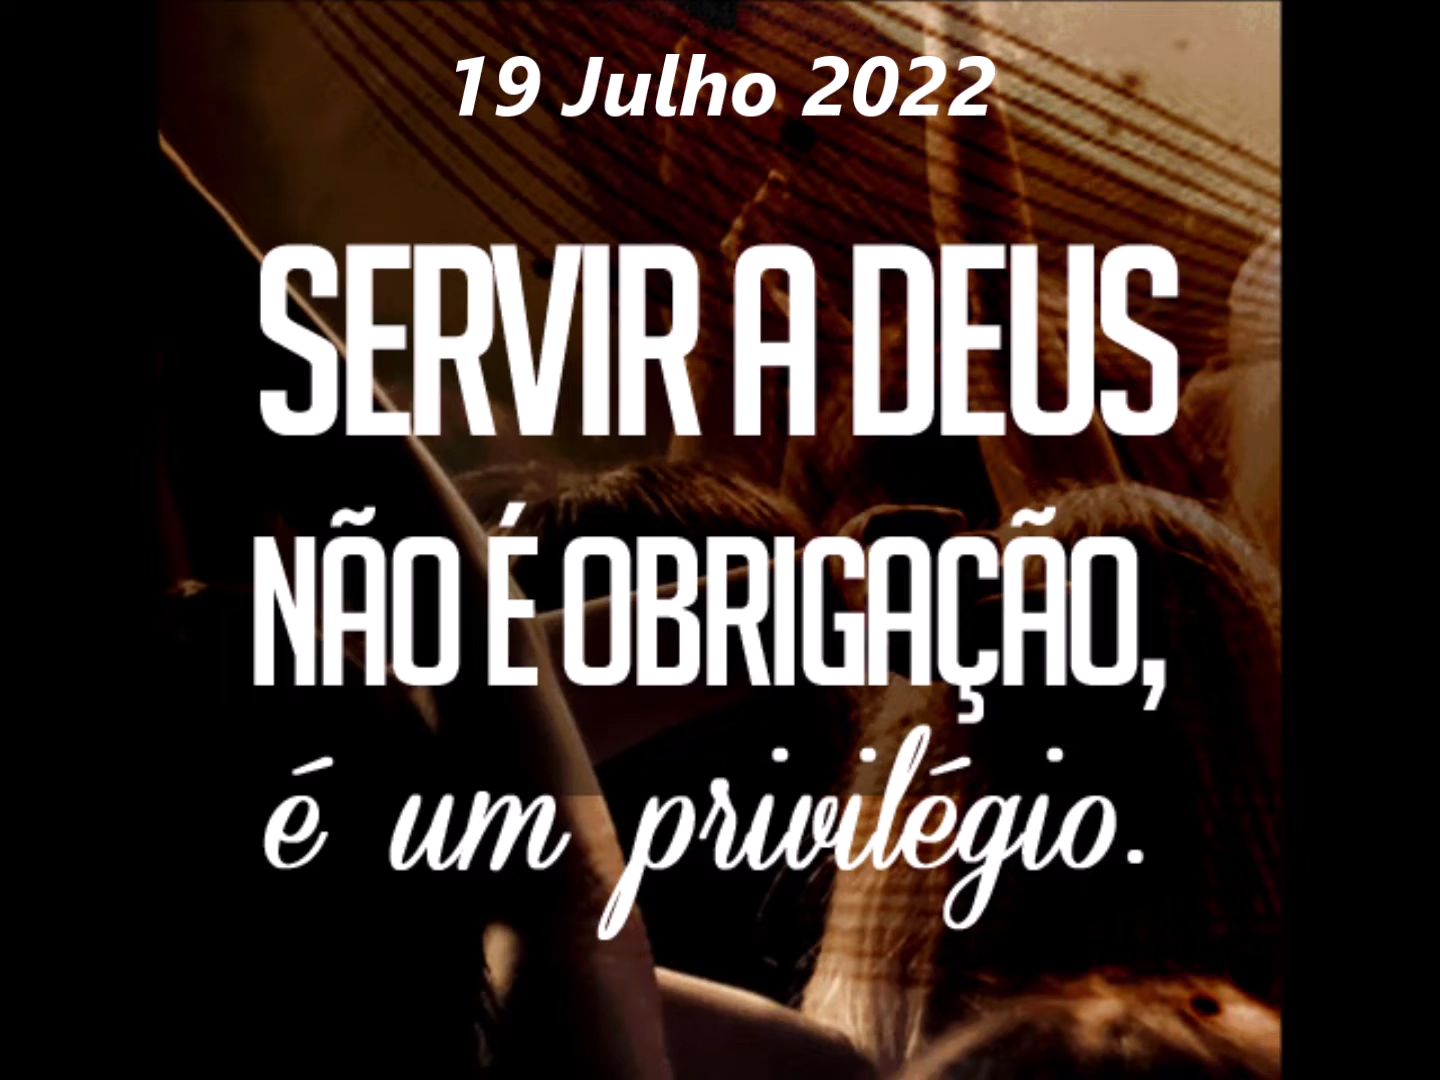 19 Julho 2022
SERVIR A DEUS
NÃO É OBRIGAÇÃO,
é um privilégio.